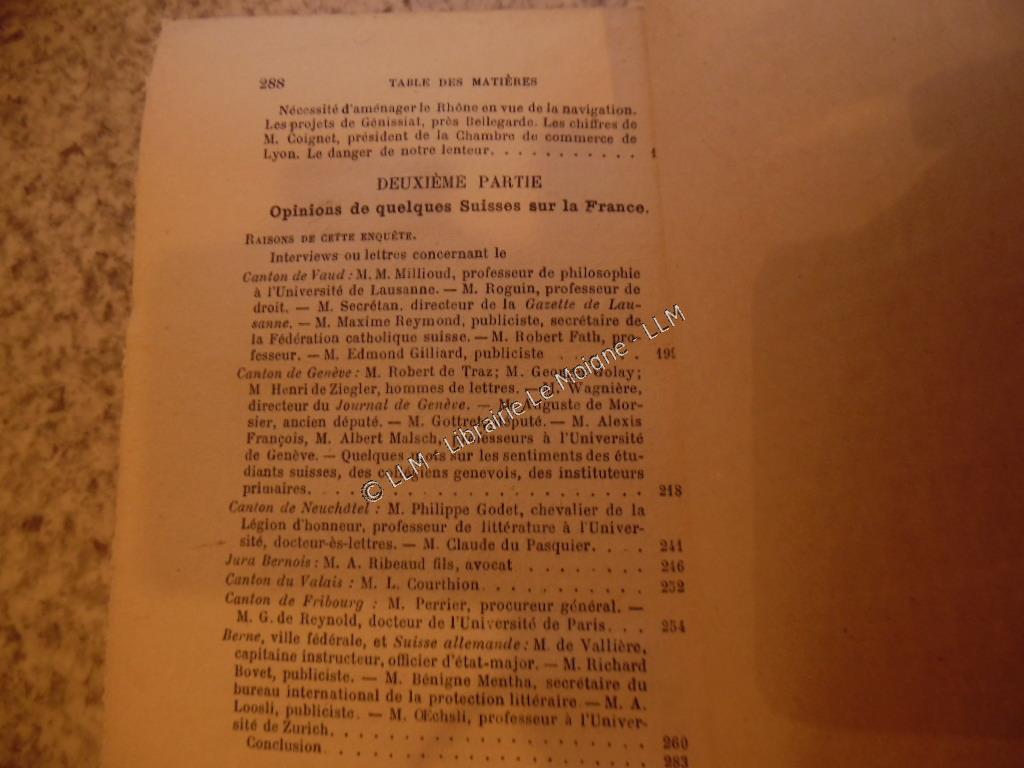 288 TABLE DES MATIÈRES
Nécessité d'aménager le Rhône en vue de la navigation.
Les projets de Génissiat, près Bellegarde. Les chiffres de
M. Coignet, président de la Chambre de commerce de
Lyon. Le danger de notre lenteur. . . . . . . . . . . .
DEUXIÈME PARTIE
Opinions de quelques Suisses sur la France.
RAISONS DE CETTE ENQUÊTE.
Interviews ou lettres concernant le
Canton de Vaud : M. M. Millioud, professeur de philosophie
à l'Université de Lausanne. — M. Roguin, professeur de
droit. — M. Secrétan, directeur de la Gazette de Lau-
sanne. — M. Maxime Reymond, publiciste, secrétaire de
la Fédération catholique suisse. — M. Robert Fath, pro-
fesseur. — M. Edmond Gilliard, publiciste . . . . . 199
Canton de Genève : M. Robert de Traz; M. Golay;
M Henri de Ziegler, hommes de lettres. — Wagnière,
directeur du Journal de Genève. — Auguste de Mor-
sier, ancien député. — M. Gottret, député. — M. Alexis
François, M. Albert Malsch, professeurs à l'Université
de Genève. — Quelques mots sur les sentiments des étu-
diants suisses, des collégiens genevois, des instituteurs
primaires. . . . . . . . . . . . . . . . . . . . . 218
Canton de Neuchâtel : M. Philippe Godet, chevalier de la
Légion d'honneur, professeur de littérature à l'Univer-
sité, docteur-ès-lettres. — M. Claude du Pasquier. . . . 241
Jura Bernois : M. A. Ribeaud fils, avocat . . . . . . . . 246
Canton du Valais : M. L. Courthion . . . . . . . . . . . 252
Canton de Fribourg : M. Perrier, procureur général. —
M. G. de Reynold, docteur de l'Université de Paris. . . 254
Berne, ville fédérale, et Suisse allemande : M. de Vallière,
capitaine instructeur, officier d'état-major. — M. Richard
Bovet, publiciste. — M. Bénigne Mentha, secrétaire du
bureau international de la protection littéraire. — M. A.
Loosli, publiciste. — M. Œchsli, professeur à l'Univer-
sité de Zurich. . . . . . . . . . . . . . . . . . . . 260
Conclusion . . . . . . . . . . . . . . . . . . . . 283
© LLM - Librairie Le Moigne - LLM